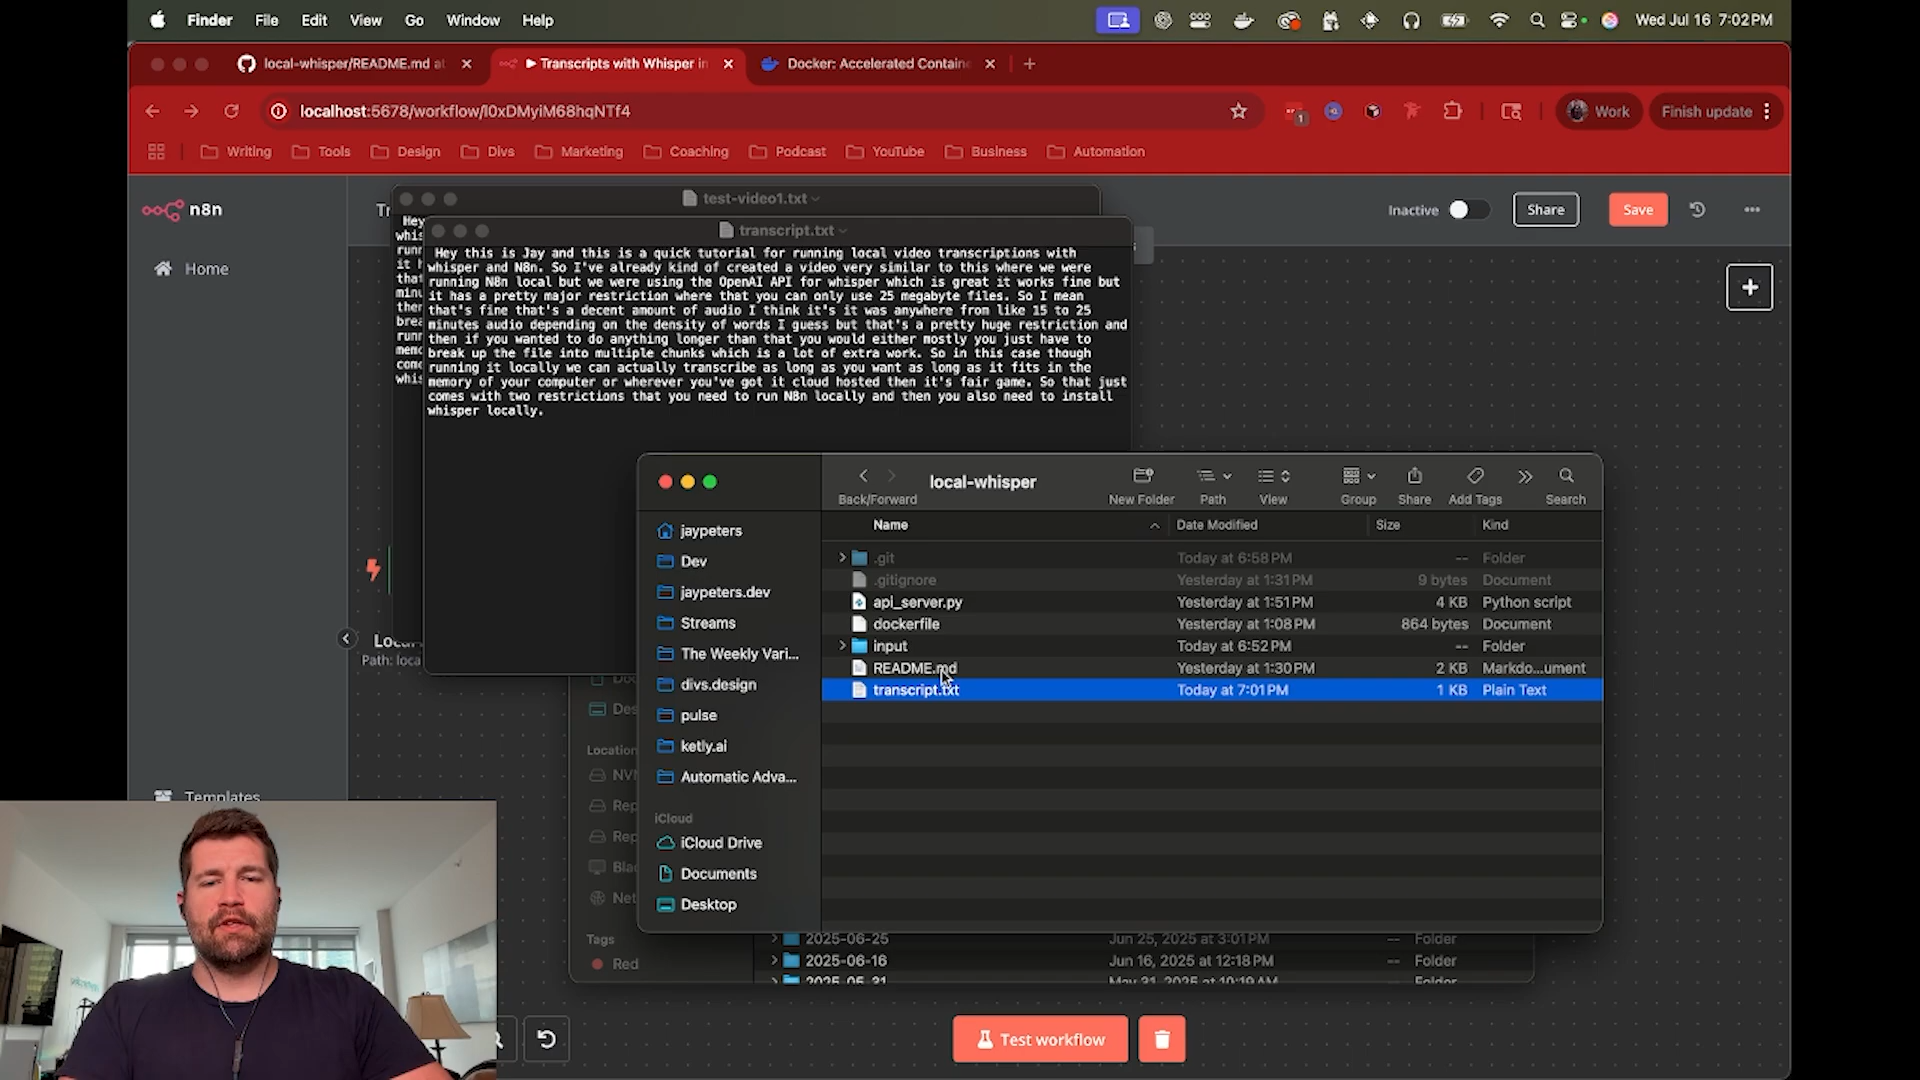 Finder File Edit View Go Window Help
Wed Jul 16 7:02 PM
local-whisper/README.md at
Transcripts with Whisper in
Docker: Accelerated Contain
localhost:5678/workflow/l0xDMyiM68hqNTf4
1
Work
Finish update
Writing Tools Design Divs Marketing Coaching Podcast YouTube Business Automation
n8n
Inactive
Share
Save
Home
test-video1.txt
transcript.txt
Hey this is Jay and this is a quick tutorial for running local video transcriptions with
whisper and N8n. So I've already kind of created a video very similar to this where we were
running N8n local but we were using the OpenAI API for whisper which is great it works fine but
it has a pretty major restriction where that you can only use 25 megabyte files. So I mean
that's fine that's a decent amount of audio I think it's it was anywhere from like 15 to 25
minutes audio depending on the density of words I guess but that's a pretty huge restriction and
then if you wanted to do anything longer than that you would either mostly you just have to
break up the file into multiple chunks which is a lot of extra work. So in this case though
running it locally we can actually transcribe as long as you want as long as it fits in the
memory of your computer or wherever you've got it cloud hosted then it's fair game. So that just
comes with two restrictions that you need to run N8n locally and then you also need to install
whisper locally.
local-whisper
Back/Forward
New Folder Path View Group Share Add Tags Search
Name Date Modified Size Kind
.git Today at 6:58 PM -- Folder
.gitignore Yesterday at 1:31 PM 9 bytes Document
api_server.py Yesterday at 1:51 PM 4 KB Python script
dockerfile Yesterday at 1:08 PM 864 bytes Document
input Today at 6:52 PM -- Folder
README.md Yesterday at 1:30 PM 2 KB Markdo...ument
transcript.txt Today at 7:01 PM 1 KB Plain Text
jaypeters
Dev
jaypeters.dev
Streams
The Weekly Vari...
divs.design
pulse
ketly.ai
Automatic Adva...
iCloud
iCloud Drive
Documents
Desktop
Path: loca
Location
Tags
Red
2025-06-25 Jun 25, 2025 at 3:01 PM -- Folder
2025-06-16 Jun 16, 2025 at 12:18 PM -- Folder
2025-05-31 May 31, 2025 at 10:19 AM -- Folder
Templates
Test workflow